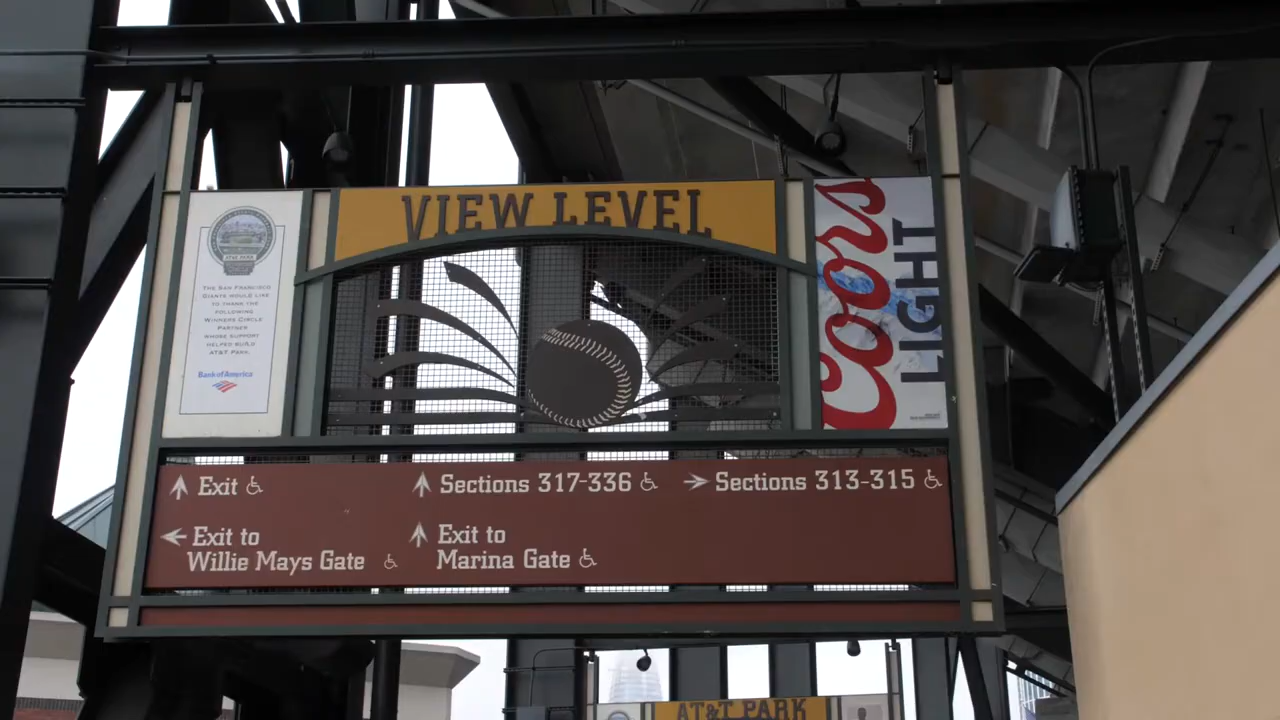 VIEW LEVEL
AT&T PARK
THE SAN FRANCISCO
GIANTS WOULD LIKE
TO THANK THE
FOLLOWING
WINNERS CIRCLE
PARTNER
WHOSE SUPPORT
HELPED BUILD
AT&T PARK.
Bank of America
Coors
LIGHT
Exit
Sections 317-336
Sections 313-315
Exit to
Willie Mays Gate
Exit to
Marina Gate
AT&T PARK